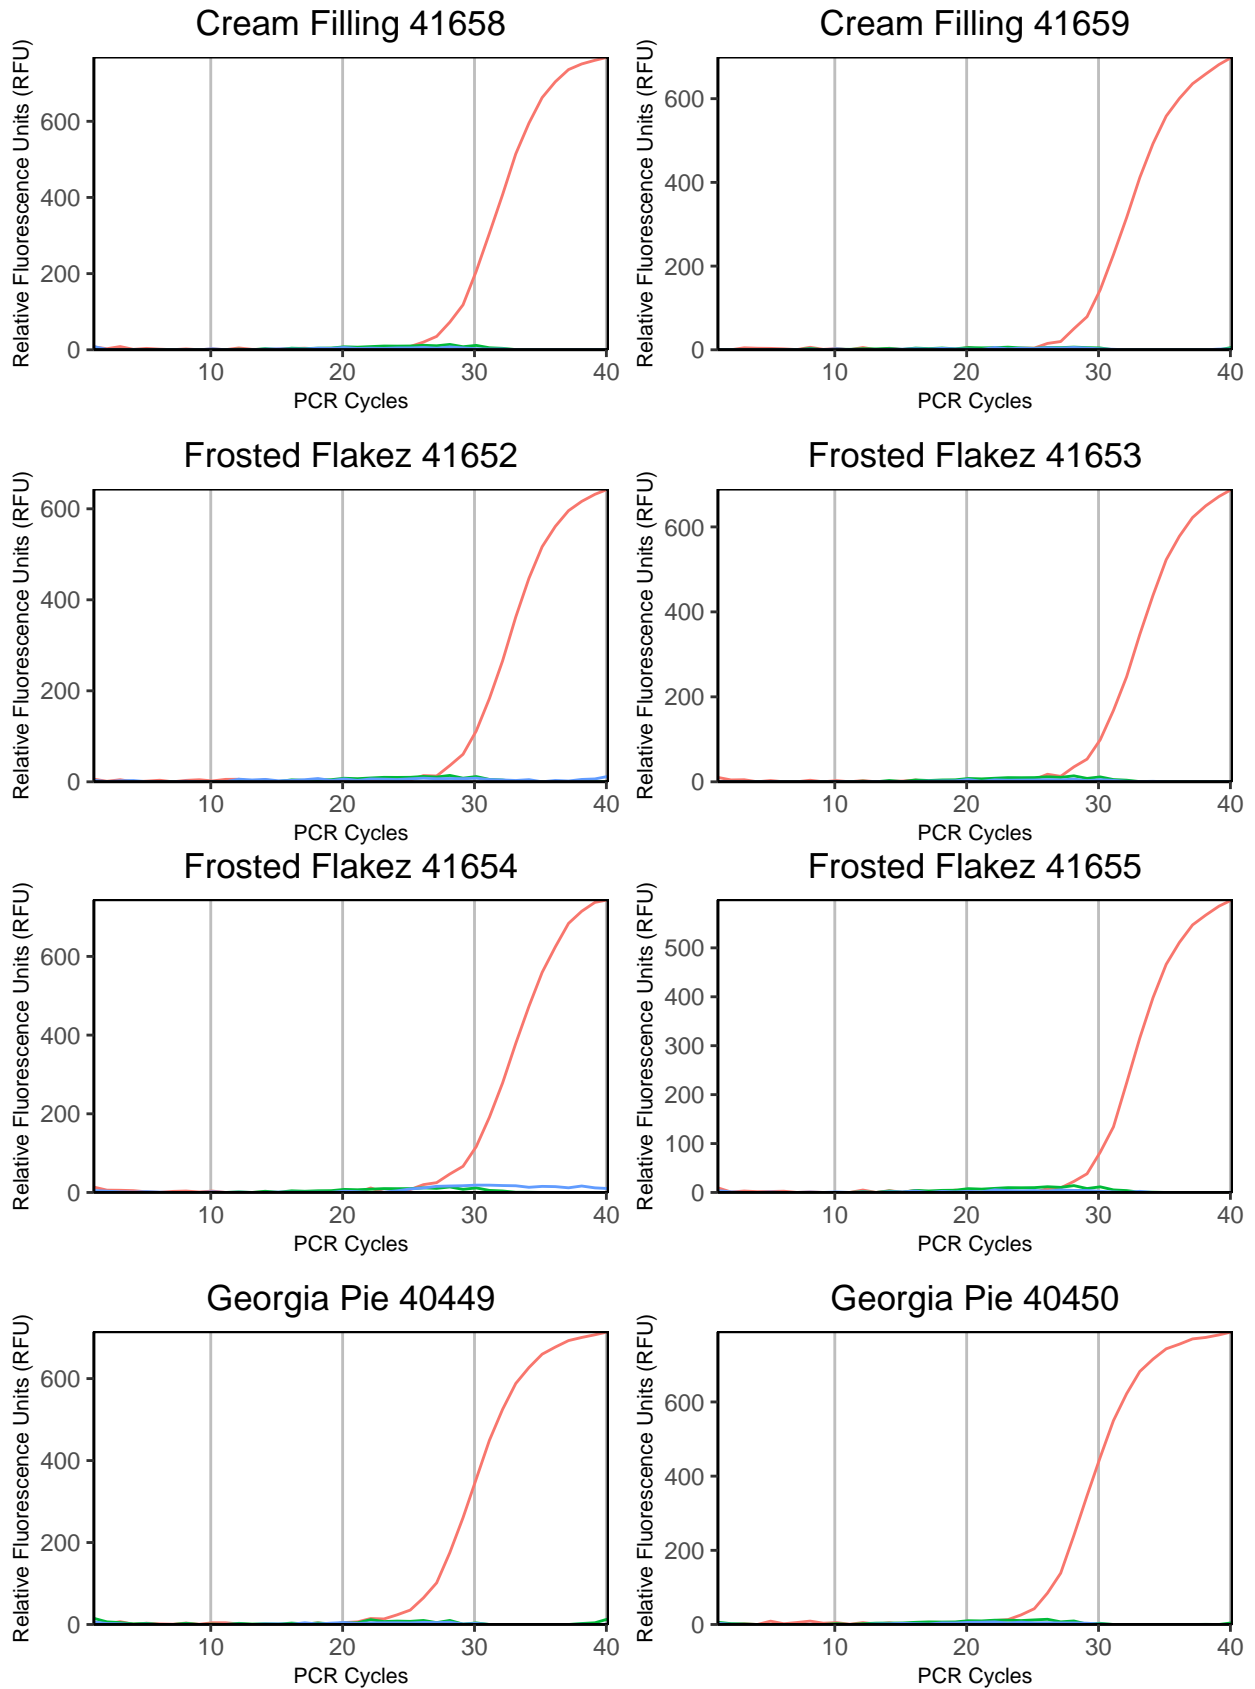 Cream Filling 41658
Relative Fluorescence Units (RFU)
600
400
200
0
10 20 30 40
PCR Cycles
Cream Filling 41659
Relative Fluorescence Units (RFU)
600
400
200
0
10 20 30 40
PCR Cycles
Frosted Flakez 41652
Relative Fluorescence Units (RFU)
600
400
200
0
10 20 30 40
PCR Cycles
Frosted Flakez 41653
Relative Fluorescence Units (RFU)
600
400
200
0
10 20 30 40
PCR Cycles
Frosted Flakez 41654
Relative Fluorescence Units (RFU)
600
400
200
0
10 20 30 40
PCR Cycles
Frosted Flakez 41655
Relative Fluorescence Units (RFU)
500
400
300
200
100
0
10 20 30 40
PCR Cycles
Georgia Pie 40449
Relative Fluorescence Units (RFU)
600
400
200
0
10 20 30 40
PCR Cycles
Georgia Pie 40450
Relative Fluorescence Units (RFU)
600
400
200
0
10 20 30 40
PCR Cycles